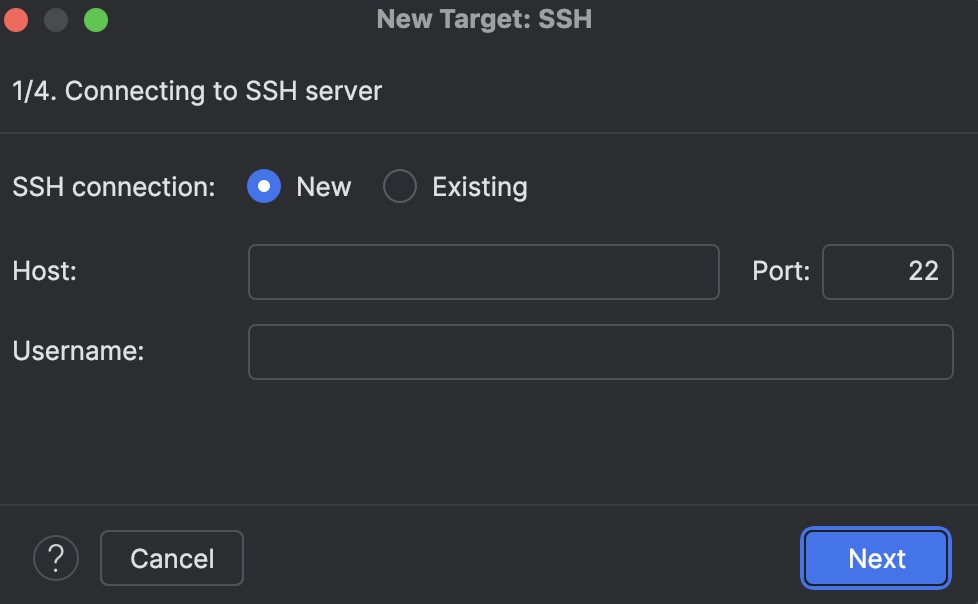 New Target: SSH
1/4. Connecting to SSH server
SSH connection: New Existing
Host: Port: 22
Username:
? Cancel Next